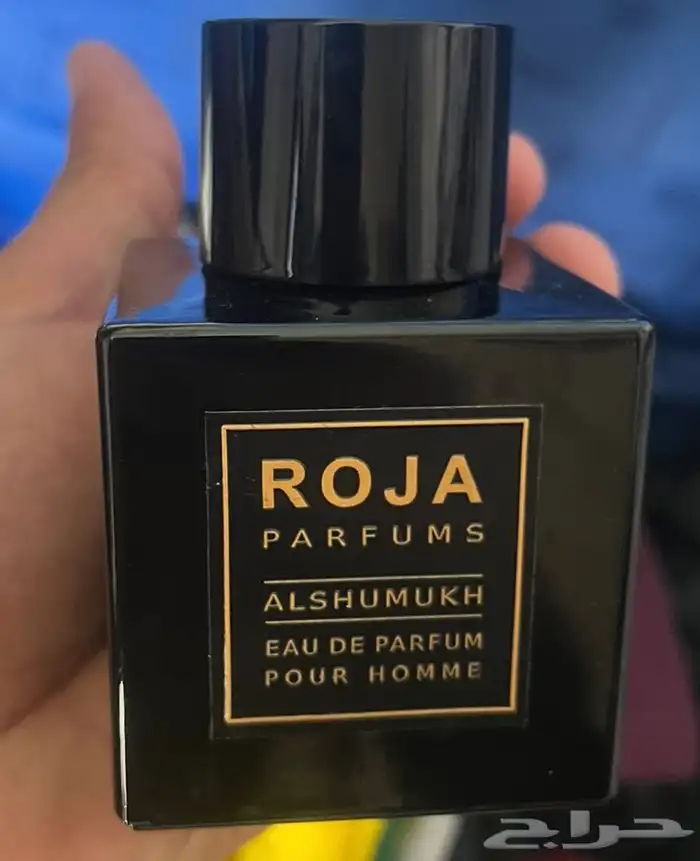 ROJA
PARFUMS
ALSHUMUKH
EAU DE PARFUM
POUR HOMME
حراج